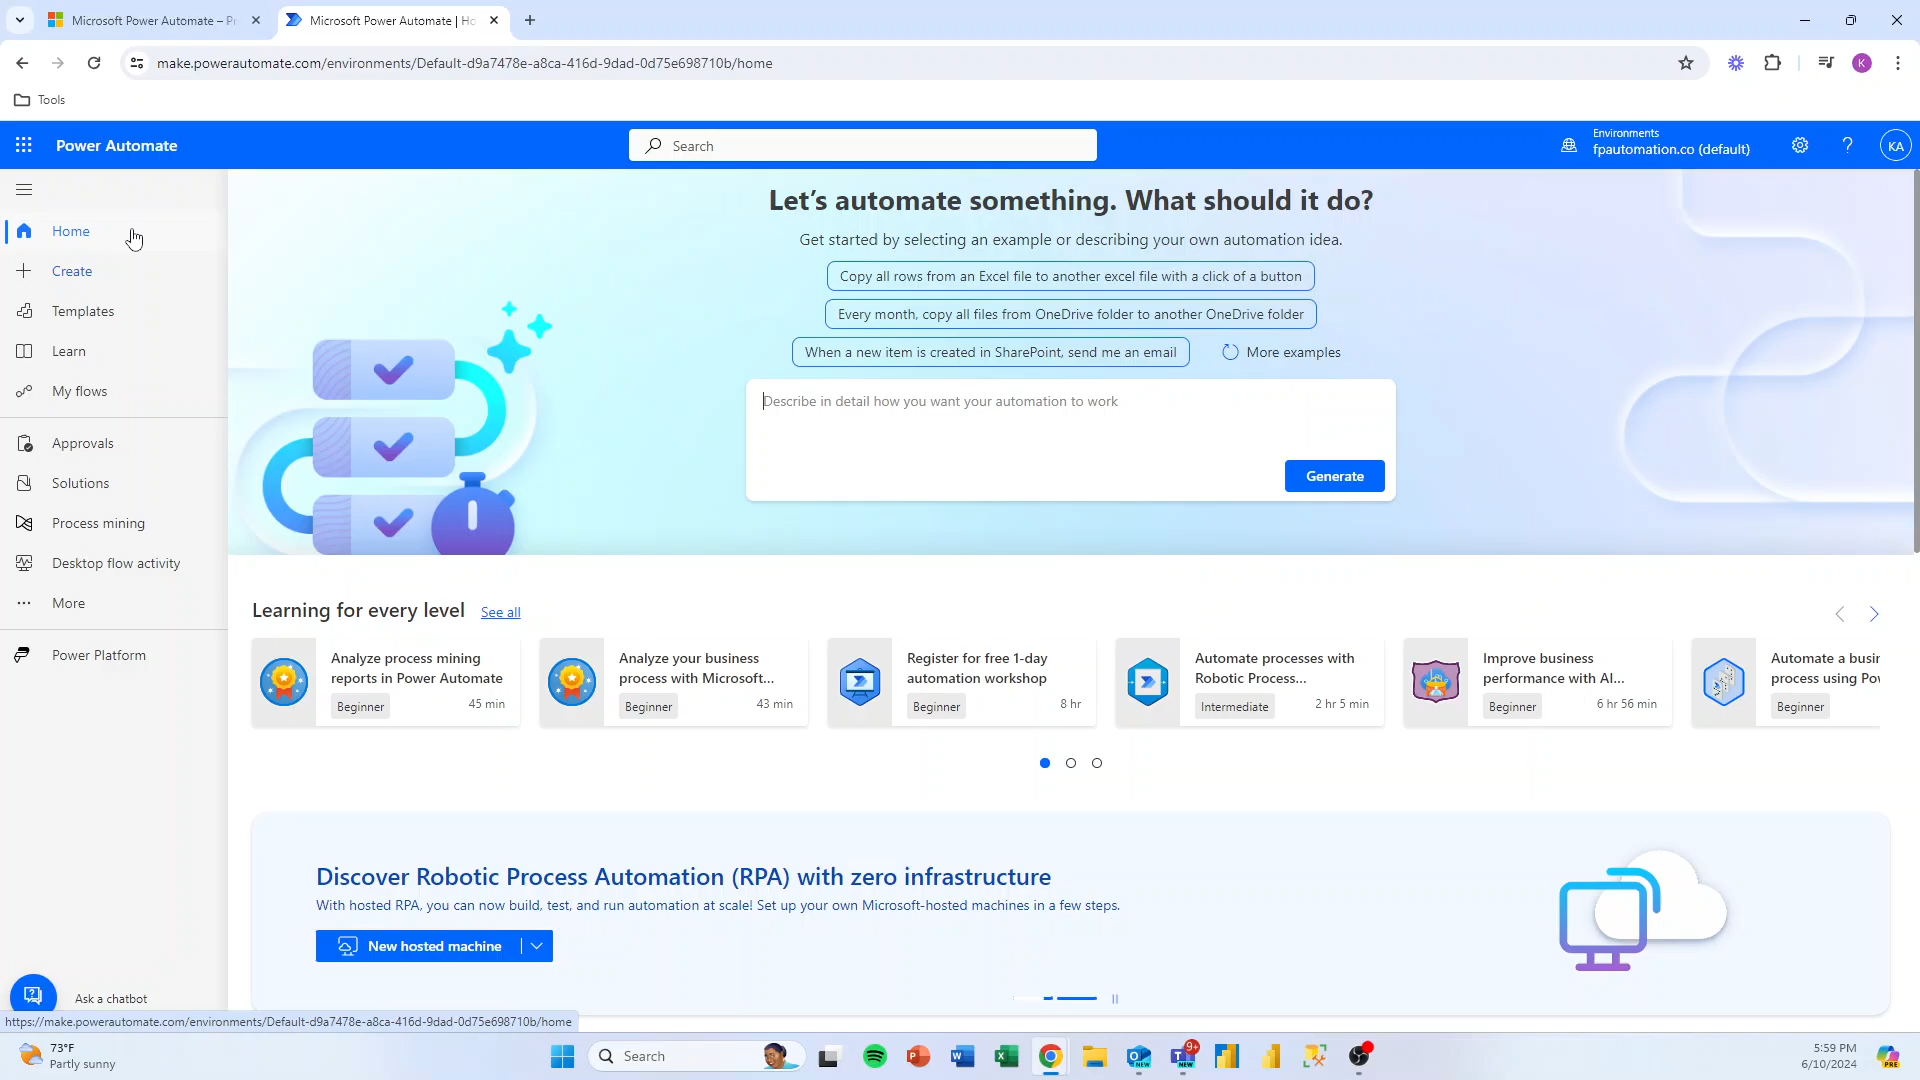 Microsoft Power Automate – Pr
Microsoft Power Automate | Ho
make.powerautomate.com/environments/Default-d9a7478e-a8ca-416d-9dad-0d75e698710b/home
K
Tools
Power Automate
Search
Environments
fpautomation.co (default)
?
KA
Home
Create
Templates
Learn
My flows
Approvals
Solutions
Process mining
Desktop flow activity
More
Power Platform
Ask a chatbot
Let's automate something. What should it do?
Get started by selecting an example or describing your own automation idea.
Copy all rows from an Excel file to another excel file with a click of a button
Every month, copy all files from OneDrive folder to another OneDrive folder
When a new item is created in SharePoint, send me an email
More examples
Describe in detail how you want your automation to work
Generate
Learning for every level
See all
Analyze process mining
reports in Power Automate
Beginner
45 min
Analyze your business
process with Microsoft...
Beginner
43 min
Register for free 1-day
automation workshop
Beginner
8 hr
Automate processes with
Robotic Process...
Intermediate
2 hr 5 min
Improve business
performance with AI...
Beginner
6 hr 56 min
Automate a busir
process using Pov
Beginner
Discover Robotic Process Automation (RPA) with zero infrastructure
With hosted RPA, you can now build, test, and run automation at scale! Set up your own Microsoft-hosted machines in a few steps.
New hosted machine
https://make.powerautomate.com/environments/Default-d9a7478e-a8ca-416d-9dad-0d75e698710b/home
73°F
Partly sunny
Search
9+
NEW
NEW
5:59 PM
6/10/2024
PRE